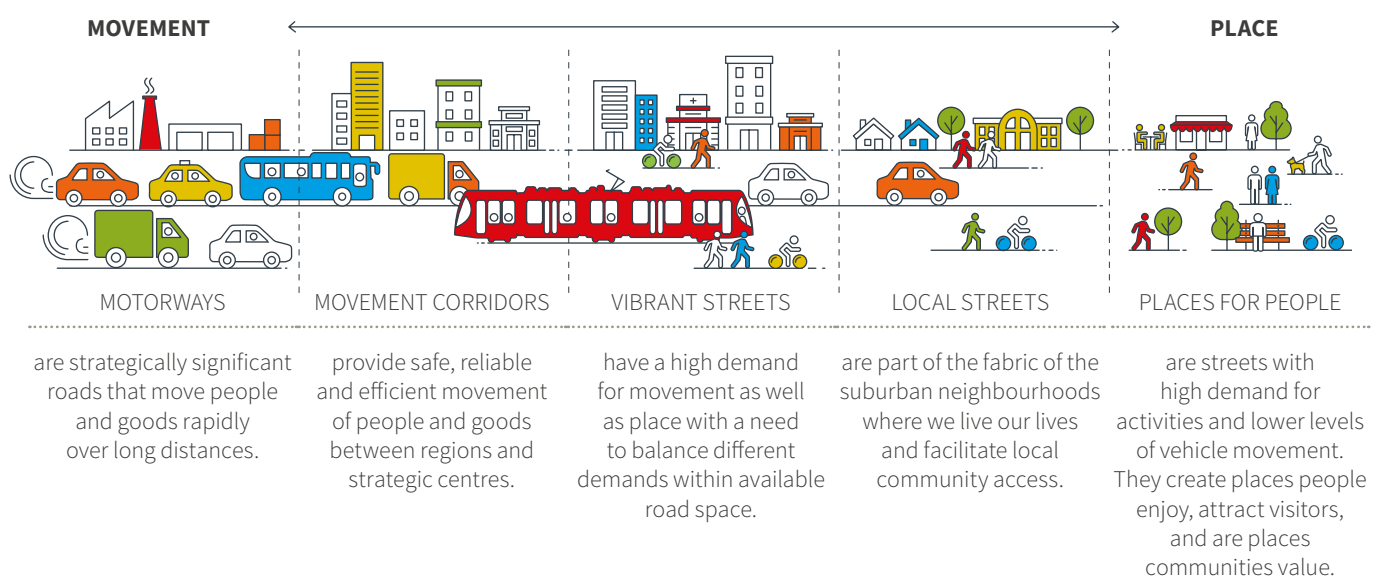 MOVEMENT
PLACE
MOTORWAYS
are strategically significant
roads that move people
and goods rapidly
over long distances.
MOVEMENT CORRIDORS
provide safe, reliable
and efficient movement
of people and goods
between regions and
strategic centres.
VIBRANT STREETS
have a high demand
for movement as well
as place with a need
to balance different
demands within available
road space.
LOCAL STREETS
are part of the fabric of the
suburban neighbourhoods
where we live our lives
and facilitate local
community access.
PLACES FOR PEOPLE
are streets with
high demand for
activities and lower levels
of vehicle movement.
They create places people
enjoy, attract visitors,
and are places
communities value.